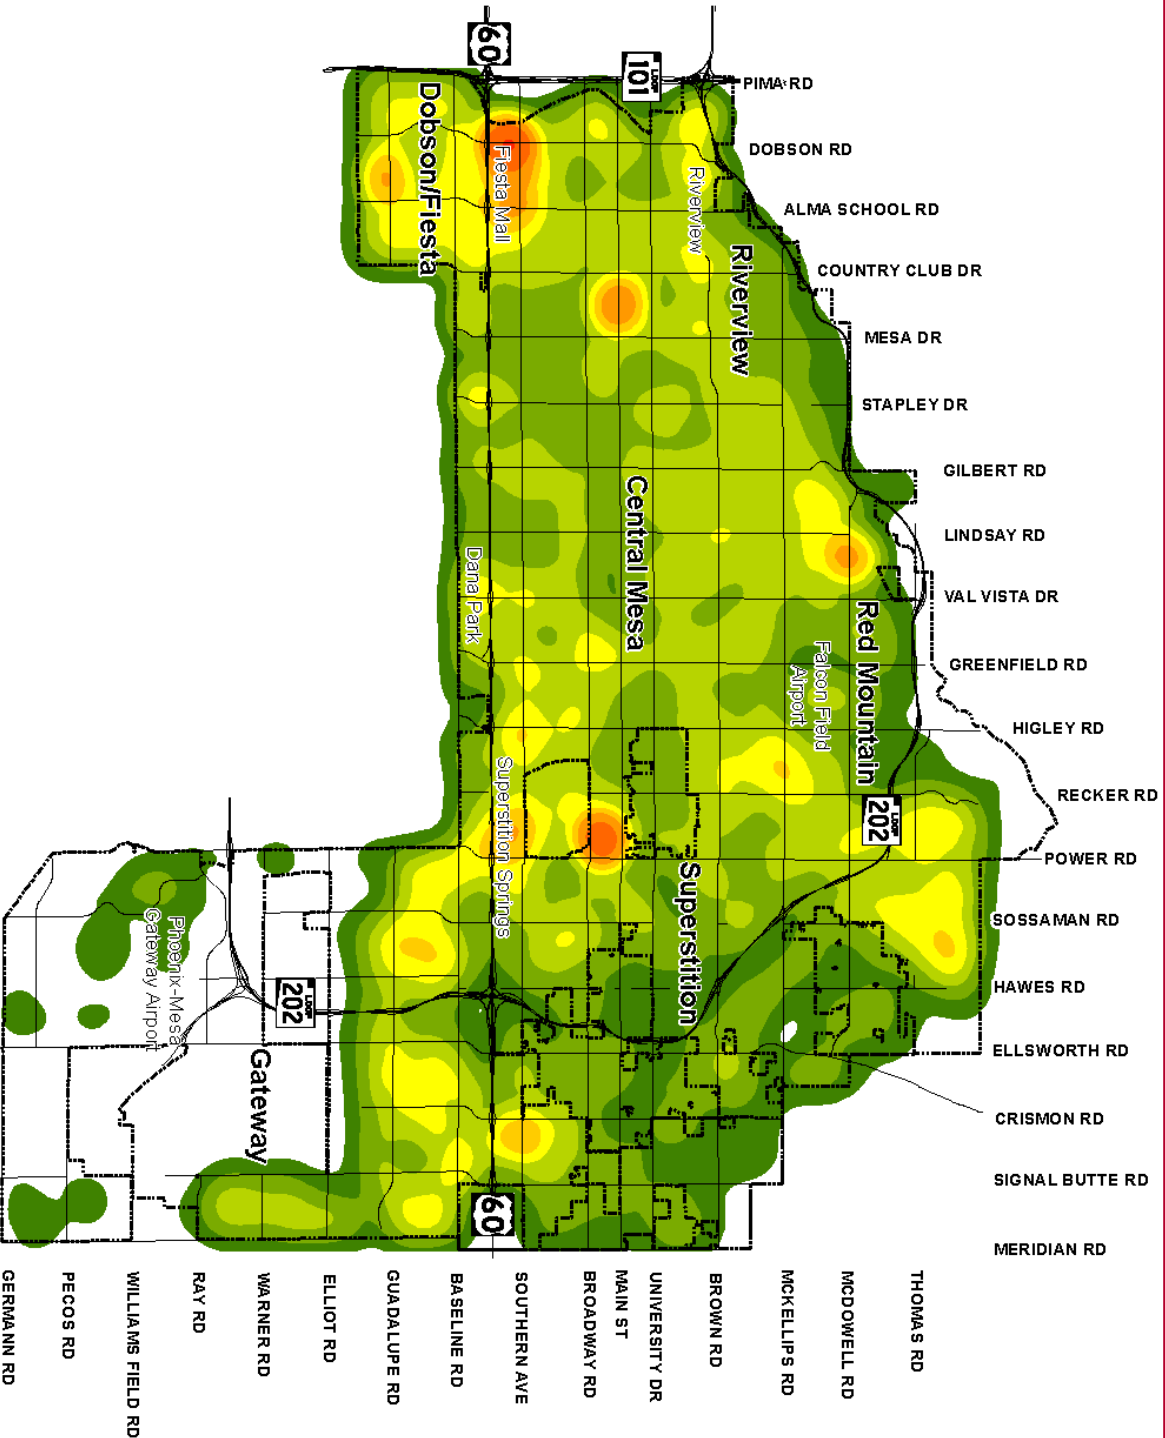 60
LOOP
101
PIMA RD
DOBSON RD
ALMA SCHOOL RD
COUNTRY CLUB DR
MESA DR
STAPLEY DR
GILBERT RD
LINDSAY RD
VAL VISTA DR
GREENFIELD RD
HIGLEY RD
RECKER RD
POWER RD
SOSSAMAN RD
HAWES RD
ELLSWORTH RD
CRISMON RD
SIGNAL BUTTE RD
MERIDIAN RD
Dobson/Fiesta
Fiesta Mall
Riverview
Riverview
Central Mesa
Dana Park
Red Mountain
Falcon Field
Airport
LOOP
202
Superstition Springs
Superstition
Phoenix-Mesa
Gateway Airport
LOOP
202
Gateway
60
GERMANN RD
PECOS RD
WILLIAMS FIELD RD
RAY RD
WARNER RD
ELLIOT RD
GUADALUPE RD
BASELINE RD
SOUTHERN AVE
BROADWAY RD
MAIN ST
UNIVERSITY DR
BROWN RD
MCKELLIPS RD
MCDOWELL RD
THOMAS RD